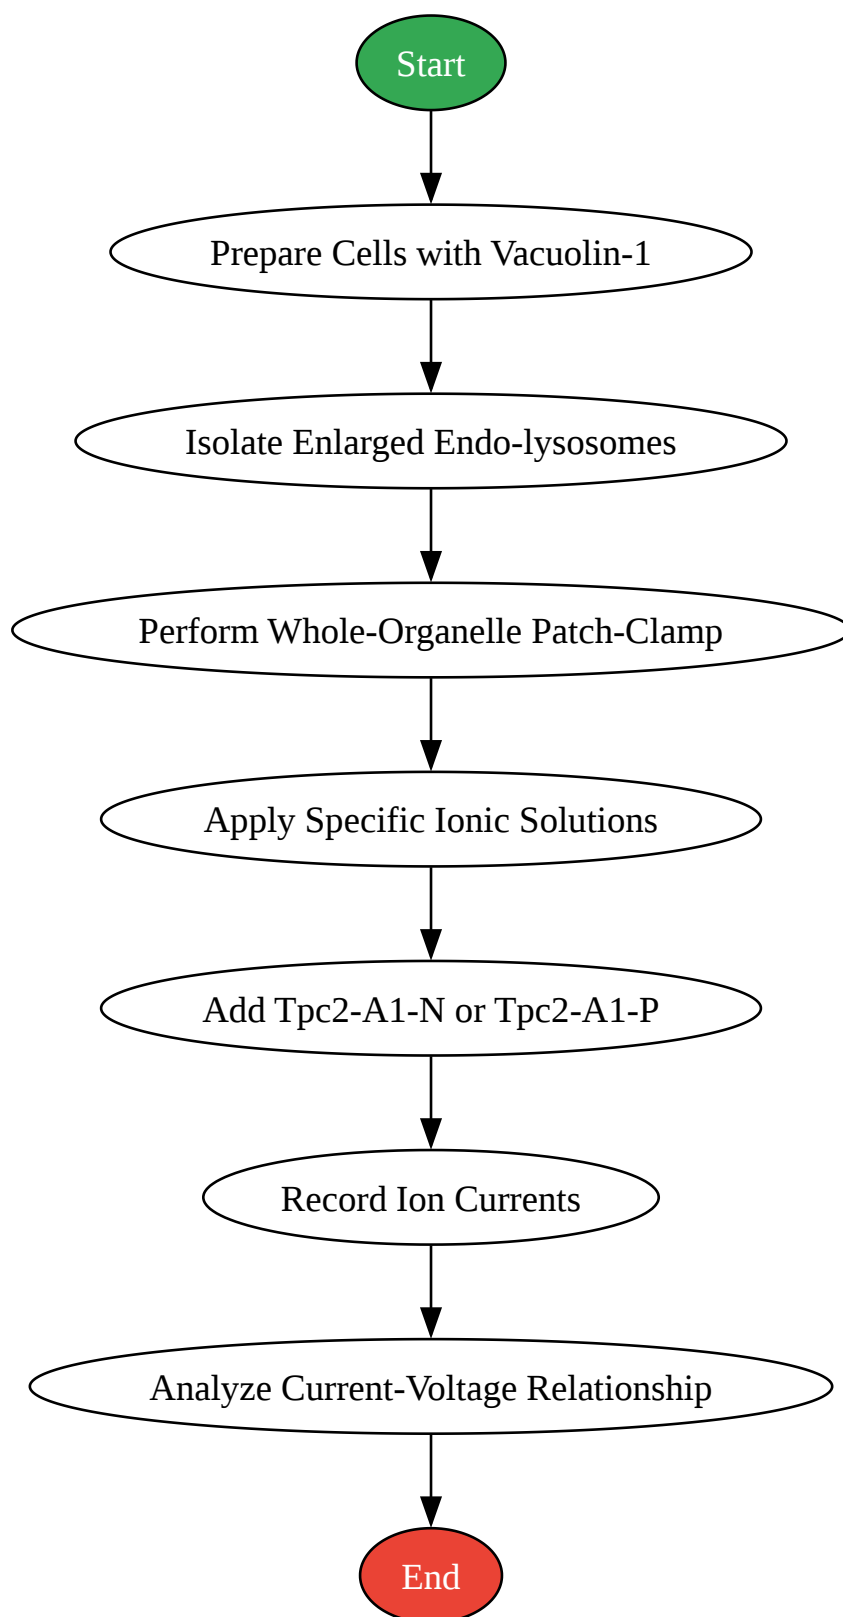 Start
Prepare Cells with Vacuolin-1
Isolate Enlarged Endo-lysosomes
Perform Whole-Organelle Patch-Clamp
Apply Specific Ionic Solutions
Add Tpc2-A1-N or Tpc2-A1-P
Record Ion Currents
Analyze Current-Voltage Relationship
End